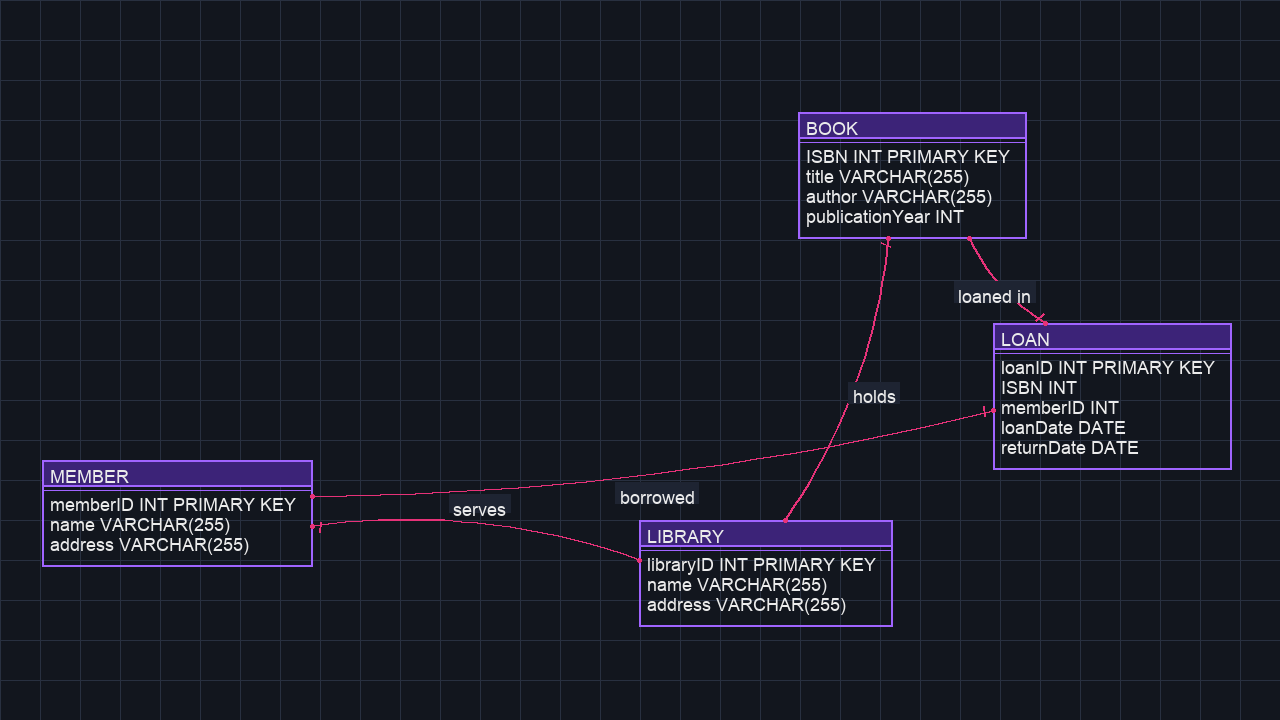 BOOK
ISBN INT PRIMARY KEY
title VARCHAR(255)
author VARCHAR(255)
publicationYear INT
loaned in
LOAN
loanID INT PRIMARY KEY
ISBN INT
memberID INT
loanDate DATE
returnDate DATE
holds
MEMBER
memberID INT PRIMARY KEY
name VARCHAR(255)
address VARCHAR(255)
serves
borrowed
LIBRARY
libraryID INT PRIMARY KEY
name VARCHAR(255)
address VARCHAR(255)